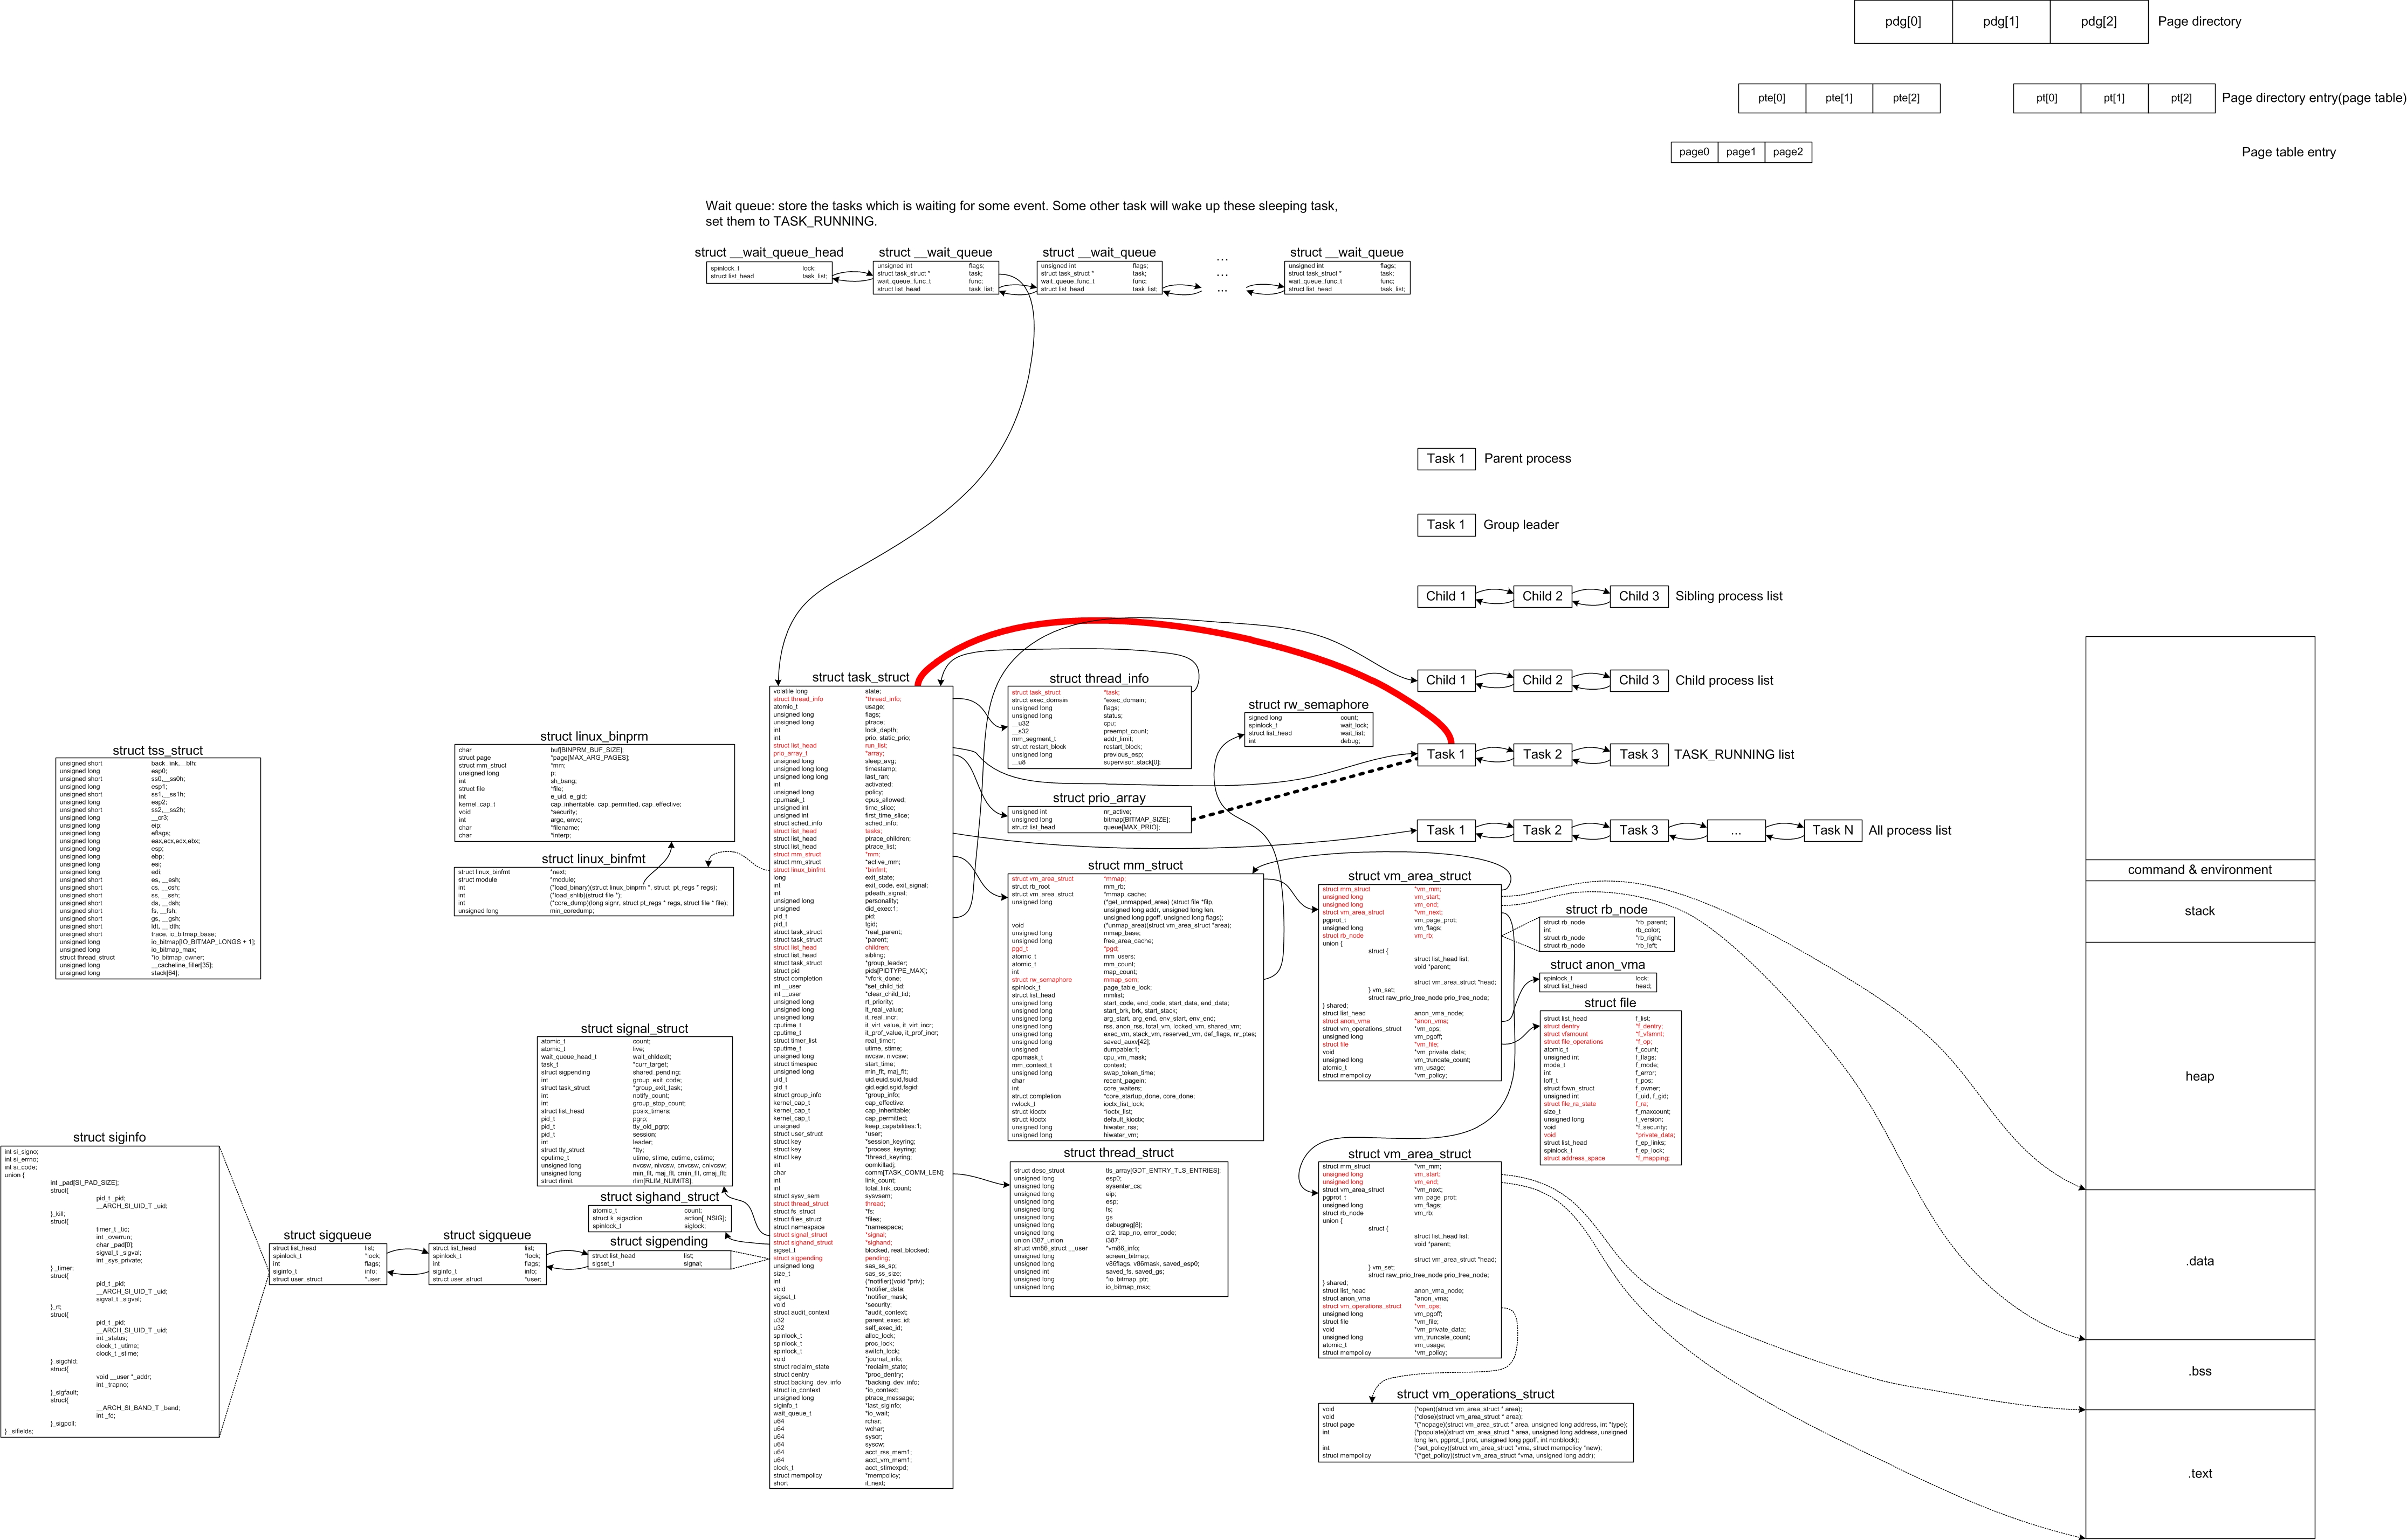 pdg[0] pdg[1] pdg[2] Page directory
pte[0] pte[1] pte[2] pt[0] pt[1] pt[2] Page directory entry(page table)
page0 page1 page2 Page table entry
Wait queue: store the tasks which is waiting for some event. Some other task will wake up these sleeping task,
set them to TASK_RUNNING.
struct __wait_queue_head
spinlock_t lock;
struct list_head task_list;
struct __wait_queue
unsigned int flags;
struct task_struct * task;
wait_queue_func_t func;
struct list_head task_list;
struct __wait_queue
unsigned int flags;
struct task_struct * task;
wait_queue_func_t func;
struct list_head task_list;
...
...
...
struct __wait_queue
unsigned int flags;
struct task_struct * task;
wait_queue_func_t func;
struct list_head task_list;
Task 1 Parent process
Task 1 Group leader
Child 1 Child 2 Child 3 Sibling process list
Child 1 Child 2 Child 3 Child process list
Task 1 Task 2 Task 3 TASK_RUNNING list
Task 1 Task 2 Task 3 ... Task N All process list
struct tss_struct
unsigned short back_link,__blh;
unsigned long esp0;
unsigned short ss0,__ss0h;
unsigned long esp1;
unsigned short ss1,__ss1h;
unsigned long esp2;
unsigned short ss2,__ss2h;
unsigned long __cr3;
unsigned long eip;
unsigned long eflags;
unsigned long eax,ecx,edx,ebx;
unsigned long esp;
unsigned long ebp;
unsigned long esi;
unsigned long edi;
unsigned short es, __esh;
unsigned short cs, __csh;
unsigned short ss, __ssh;
unsigned short ds, __dsh;
unsigned short fs, __fsh;
unsigned short gs, __gsh;
unsigned short ldt, __ldth;
unsigned short trace, io_bitmap_base;
unsigned long io_bitmap[IO_BITMAP_LONGS + 1];
unsigned long io_bitmap_max;
struct thread_struct *io_bitmap_owner;
unsigned long __cacheline_filler[35];
unsigned long stack[64];
struct linux_binprm
char buf[BINPRM_BUF_SIZE];
struct page *page[MAX_ARG_PAGES];
struct mm_struct *mm;
unsigned long p;
int sh_bang;
struct file *file;
int e_uid, e_gid;
kernel_cap_t cap_inheritable, cap_permitted, cap_effective;
void *security;
int argc, envc;
char *filename;
char *interp;
struct linux_binfmt
struct linux_binfmt *next;
struct module *module;
int (*load_binary)(struct linux_binprm *, struct pt_regs * regs);
int (*load_shlib)(struct file *);
int (*core_dump)(long signr, struct pt_regs * regs, struct file * file);
unsigned long min_coredump;
struct signal_struct
atomic_t count;
atomic_t live;
wait_queue_head_t wait_chldexit;
task_t *curr_target;
struct sigpending shared_pending;
int group_exit_code;
struct task_struct *group_exit_task;
int notify_count;
int group_stop_count;
struct list_head posix_timers;
pid_t pgrp;
pid_t tty_old_pgrp;
pid_t session;
int leader;
struct tty_struct *tty;
cputime_t utime, stime, cutime, cstime;
unsigned long nvcsw, nivcsw, cnvcsw, cnivcsw;
unsigned long min_flt, maj_flt, cmin_flt, cmaj_flt;
struct rlimit rlim[RLIM_NLIMITS];
struct sighand_struct
atomic_t count;
struct k_sigaction action[_NSIG];
spinlock_t siglock;
struct sigpending
struct list_head list;
sigset_t signal;
struct sigqueue
struct list_head list;
spinlock_t *lock;
int flags;
siginfo_t info;
struct user_struct *user;
struct sigqueue
struct list_head list;
spinlock_t *lock;
int flags;
siginfo_t info;
struct user_struct *user;
struct siginfo
int si_signo;
int si_errno;
int si_code;
union {
int _pad[SI_PAD_SIZE];
struct{
pid_t _pid;
__ARCH_SI_UID_T _uid;
}_kill;
struct{
timer_t _tid;
int _overrun;
char _pad[0];
sigval_t _sigval;
int _sys_private;
} _timer;
struct{
pid_t _pid;
__ARCH_SI_UID_T _uid;
sigval_t _sigval;
}_rt;
struct{
pid_t _pid;
__ARCH_SI_UID_T _uid;
int _status;
clock_t _utime;
clock_t _stime;
}_sigchld;
struct{
void __user *_addr;
int _trapno;
}_sigfault;
struct{
__ARCH_SI_BAND_T _band;
int _fd;
}_sigpoll;
} _sifields;
struct task_struct
volatile long state;
struct thread_info *thread_info;
atomic_t usage;
unsigned long flags;
unsigned long ptrace;
int lock_depth;
int prio, static_prio;
struct list_head run_list;
prio_array_t *array;
unsigned long sleep_avg;
unsigned long long timestamp;
unsigned long long last_ran;
int activated;
unsigned long policy;
cpumask_t cpus_allowed;
unsigned int time_slice;
unsigned int first_time_slice;
struct sched_info sched_info;
struct list_head tasks;
struct list_head ptrace_children;
struct list_head ptrace_list;
struct mm_struct *mm;
struct mm_struct *active_mm;
struct linux_binfmt *binfmt;
long exit_state;
int exit_code, exit_signal;
int pdeath_signal;
unsigned long personality;
unsigned did_exec:1;
pid_t pid;
pid_t tgid;
struct task_struct *real_parent;
struct task_struct *parent;
struct list_head children;
struct list_head sibling;
struct task_struct *group_leader;
struct pid pids[PIDTYPE_MAX];
struct completion *vfork_done;
int __user *set_child_tid;
int __user *clear_child_tid;
unsigned long rt_priority;
unsigned long it_real_value;
unsigned long it_real_incr;
cputime_t it_virt_value, it_virt_incr;
cputime_t it_prof_value, it_prof_incr;
struct timer_list real_timer;
cputime_t utime, stime;
unsigned long nvcsw, nivcsw;
struct timespec start_time;
unsigned long min_flt, maj_flt;
uid_t uid,euid,suid,fsuid;
gid_t gid,egid,sgid,fsgid;
struct group_info *group_info;
kernel_cap_t cap_effective;
kernel_cap_t cap_inheritable;
kernel_cap_t cap_permitted;
unsigned keep_capabilities:1;
struct user_struct *user;
struct key *session_keyring;
struct key *process_keyring;
struct key *thread_keyring;
int oomkilladj;
char comm[TASK_COMM_LEN];
int link_count;
int total_link_count;
struct sysv_sem sysvsem;
struct thread_struct thread;
struct fs_struct *fs;
struct files_struct *files;
struct namespace *namespace;
struct signal_struct *signal;
struct sighand_struct *sighand;
sigset_t blocked, real_blocked;
struct sigpending pending;
unsigned long sas_ss_sp;
size_t sas_ss_size;
int (*notifier)(void *priv);
void *notifier_data;
sigset_t *notifier_mask;
void *security;
struct audit_context *audit_context;
u32 parent_exec_id;
u32 self_exec_id;
spinlock_t alloc_lock;
spinlock_t proc_lock;
spinlock_t switch_lock;
void *journal_info;
struct reclaim_state *reclaim_state;
struct dentry *proc_dentry;
struct backing_dev_info *backing_dev_info;
struct io_context *io_context;
unsigned long ptrace_message;
siginfo_t *last_siginfo;
wait_queue_t *io_wait;
u64 rchar;
u64 wchar;
u64 syscr;
u64 syscw;
u64 acct_rss_mem1;
u64 acct_vm_mem1;
clock_t acct_stimexpd;
struct mempolicy *mempolicy;
short il_next;
struct thread_info
struct task_struct *task;
struct exec_domain *exec_domain;
unsigned long flags;
unsigned long status;
__u32 cpu;
__s32 preempt_count;
mm_segment_t addr_limit;
struct restart_block restart_block;
unsigned long previous_esp;
__u8 supervisor_stack[0];
struct prio_array
unsigned int nr_active;
unsigned long bitmap[BITMAP_SIZE];
struct list_head queue[MAX_PRIO];
struct rw_semaphore
signed long count;
spinlock_t wait_lock;
struct list_head wait_list;
int debug;
struct mm_struct
struct vm_area_struct *mmap;
struct rb_root mm_rb;
struct vm_area_struct *mmap_cache;
unsigned long (*get_unmapped_area) (struct file *filp,
unsigned long addr, unsigned long len,
unsigned long pgoff, unsigned long flags);
void (*unmap_area)(struct vm_area_struct *area);
unsigned long mmap_base;
unsigned long free_area_cache;
pgd_t *pgd;
atomic_t mm_users;
atomic_t mm_count;
int map_count;
struct rw_semaphore mmap_sem;
spinlock_t page_table_lock;
struct list_head mmlist;
unsigned long start_code, end_code, start_data, end_data;
unsigned long start_brk, brk, start_stack;
unsigned long arg_start, arg_end, env_start, env_end;
unsigned long rss, anon_rss, total_vm, locked_vm, shared_vm;
unsigned long exec_vm, stack_vm, reserved_vm, def_flags, nr_ptes;
unsigned long saved_auxv[42];
unsigned dumpable:1;
cpumask_t cpu_vm_mask;
mm_context_t context;
unsigned long swap_token_time;
char recent_pagein;
int core_waiters;
struct completion *core_startup_done, core_done;
rwlock_t ioctx_list_lock;
struct kioctx *ioctx_list;
struct kioctx default_kioctx;
unsigned long hiwater_rss;
unsigned long hiwater_vm;
struct thread_struct
struct desc_struct tls_array[GDT_ENTRY_TLS_ENTRIES];
unsigned long esp0;
unsigned long sysenter_cs;
unsigned long eip;
unsigned long esp;
unsigned long fs;
unsigned long gs
unsigned long debugreg[8];
unsigned long cr2, trap_no, error_code;
union i387_union i387;
struct vm86_struct __user *vm86_info;
unsigned long screen_bitmap;
unsigned long v86flags, v86mask, saved_esp0;
unsigned int saved_fs, saved_gs;
unsigned long *io_bitmap_ptr;
unsigned long io_bitmap_max;
struct vm_area_struct
struct mm_struct *vm_mm;
unsigned long vm_start;
unsigned long vm_end;
struct vm_area_struct *vm_next;
pgprot_t vm_page_prot;
unsigned long vm_flags;
struct rb_node vm_rb;
union {
struct {
struct list_head list;
void *parent;
struct vm_area_struct *head;
} vm_set;
struct raw_prio_tree_node prio_tree_node;
} shared;
struct list_head anon_vma_node;
struct anon_vma *anon_vma;
struct vm_operations_struct *vm_ops;
unsigned long vm_pgoff;
struct file *vm_file;
void *vm_private_data;
unsigned long vm_truncate_count;
atomic_t vm_usage;
struct mempolicy *vm_policy;
struct rb_node
struct rb_node *rb_parent;
int rb_color;
struct rb_node *rb_right;
struct rb_node *rb_left;
struct anon_vma
spinlock_t lock;
struct list_head head;
struct file
struct list_head f_list;
struct dentry *f_dentry;
struct vfsmount *f_vfsmnt;
struct file_operations *f_op;
atomic_t f_count;
unsigned int f_flags;
mode_t f_mode;
int f_error;
loff_t f_pos;
struct fown_struct f_owner;
unsigned int f_uid, f_gid;
struct file_ra_state f_ra;
size_t f_maxcount;
unsigned long f_version;
void *f_security;
void *private_data;
struct list_head f_ep_links;
spinlock_t f_ep_lock;
struct address_space *f_mapping;
struct vm_area_struct
struct mm_struct *vm_mm;
unsigned long vm_start;
unsigned long vm_end;
struct vm_area_struct *vm_next;
pgprot_t vm_page_prot;
unsigned long vm_flags;
struct rb_node vm_rb;
union {
struct {
struct list_head list;
void *parent;
struct vm_area_struct *head;
} vm_set;
struct raw_prio_tree_node prio_tree_node;
} shared;
struct list_head anon_vma_node;
struct anon_vma *anon_vma;
struct vm_operations_struct *vm_ops;
unsigned long vm_pgoff;
struct file *vm_file;
void *vm_private_data;
unsigned long vm_truncate_count;
atomic_t vm_usage;
struct mempolicy *vm_policy;
struct vm_operations_struct
void (*open)(struct vm_area_struct * area);
void (*close)(struct vm_area_struct * area);
struct page *(*nopage)(struct vm_area_struct * area, unsigned long address, int *type);
int (*populate)(struct vm_area_struct * area, unsigned long address, unsigned
long len, pgprot_t prot, unsigned long pgoff, int nonblock);
int (*set_policy)(struct vm_area_struct *vma, struct mempolicy *new);
struct mempolicy *(*get_policy)(struct vm_area_struct *vma, unsigned long addr);
command & environment
stack
heap
.data
.bss
.text